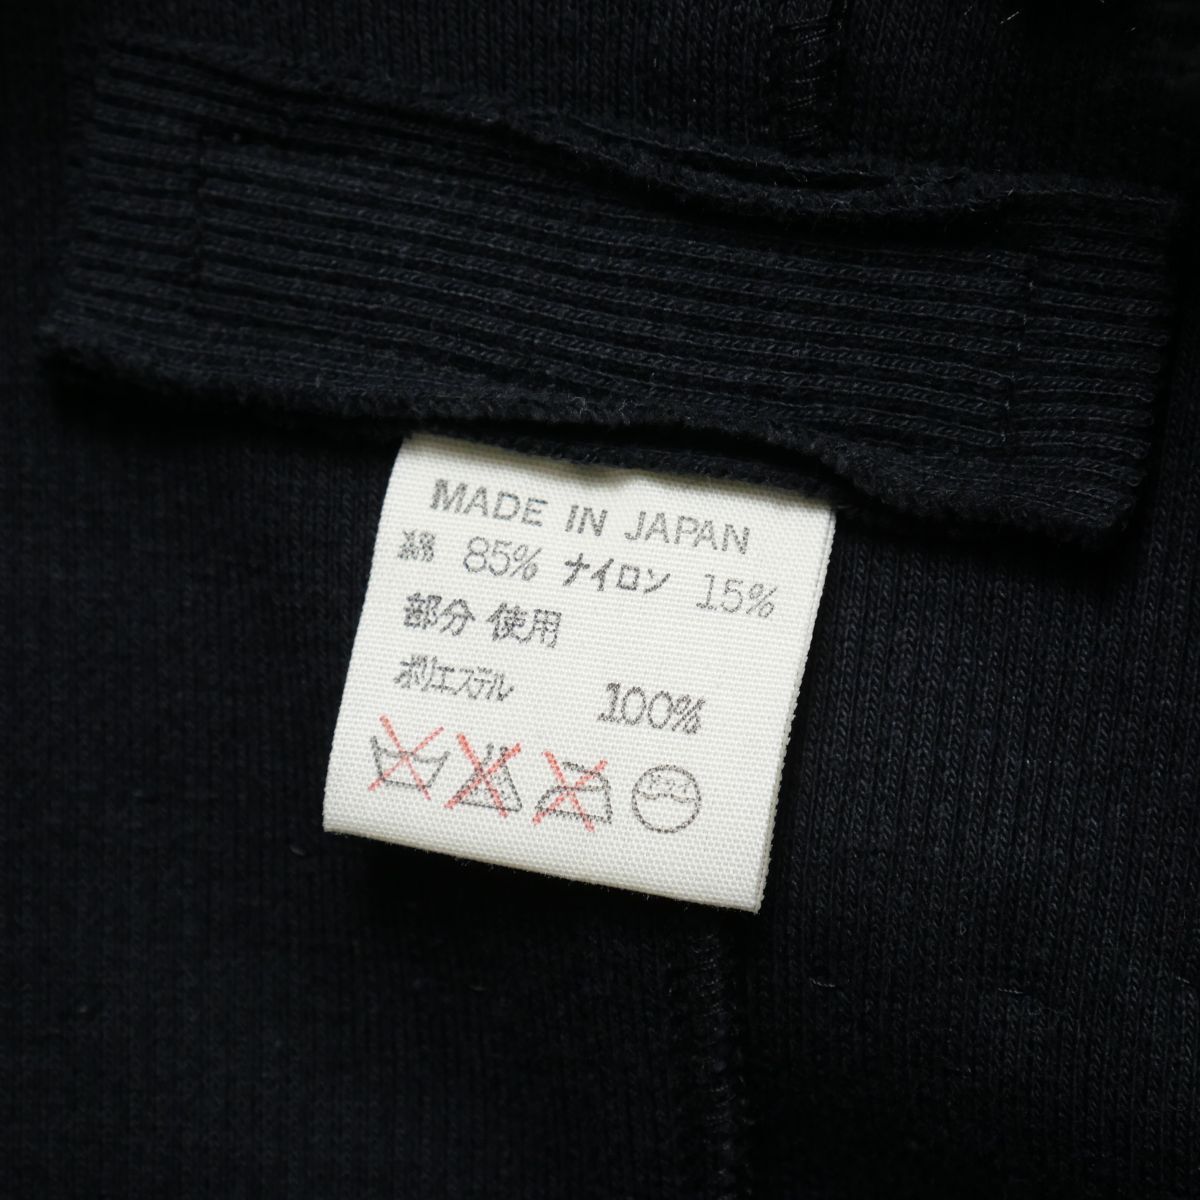 MADE IN JAPAN
綿 85% ナイロン 15%
部分 使用
ポリエステル 100%